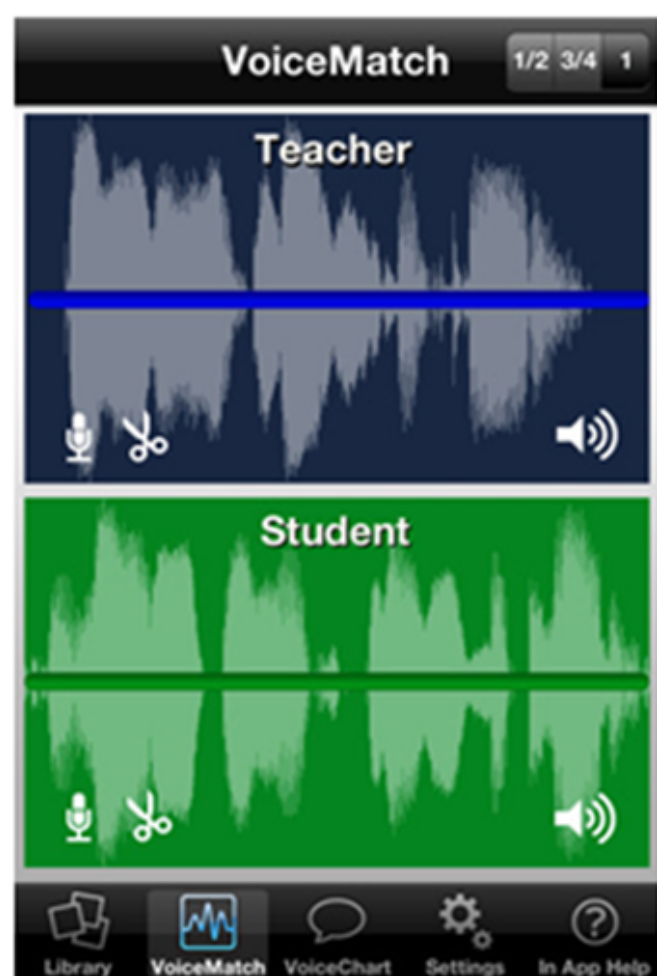 VoiceMatch 1/2 3/4 1
Teacher
Student
Library VoiceMatch VoiceChart Settings In App Help